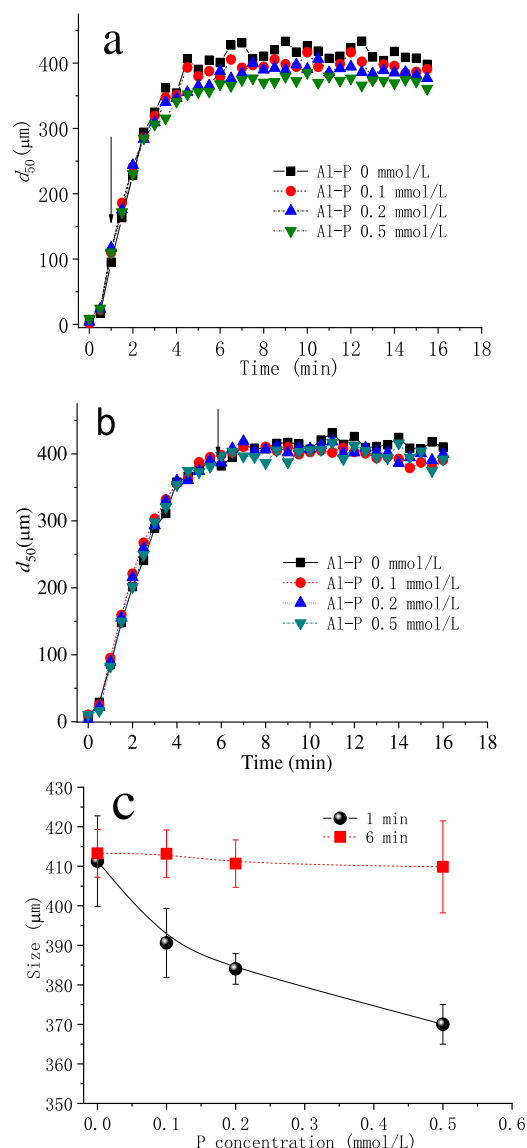 a
400
300
200
100
0
d50 (μm)
Al-P 0 mmol/L
Al-P 0.1 mmol/L
Al-P 0.2 mmol/L
Al-P 0.5 mmol/L
0 2 4 6 8 10 12 14 16 18
Time (min)
b
400
300
200
100
0
d50(μm)
Al-P 0 mmol/L
Al-P 0.1 mmol/L
Al-P 0.2 mmol/L
Al-P 0.5 mmol/L
0 2 4 6 8 10 12 14 16 18
Time (min)
c
430
420
410
400
390
380
370
360
350
Size (μm)
1 min
6 min
0.0 0.1 0.2 0.3 0.4 0.5 0.6
P concentration (mmol/L)